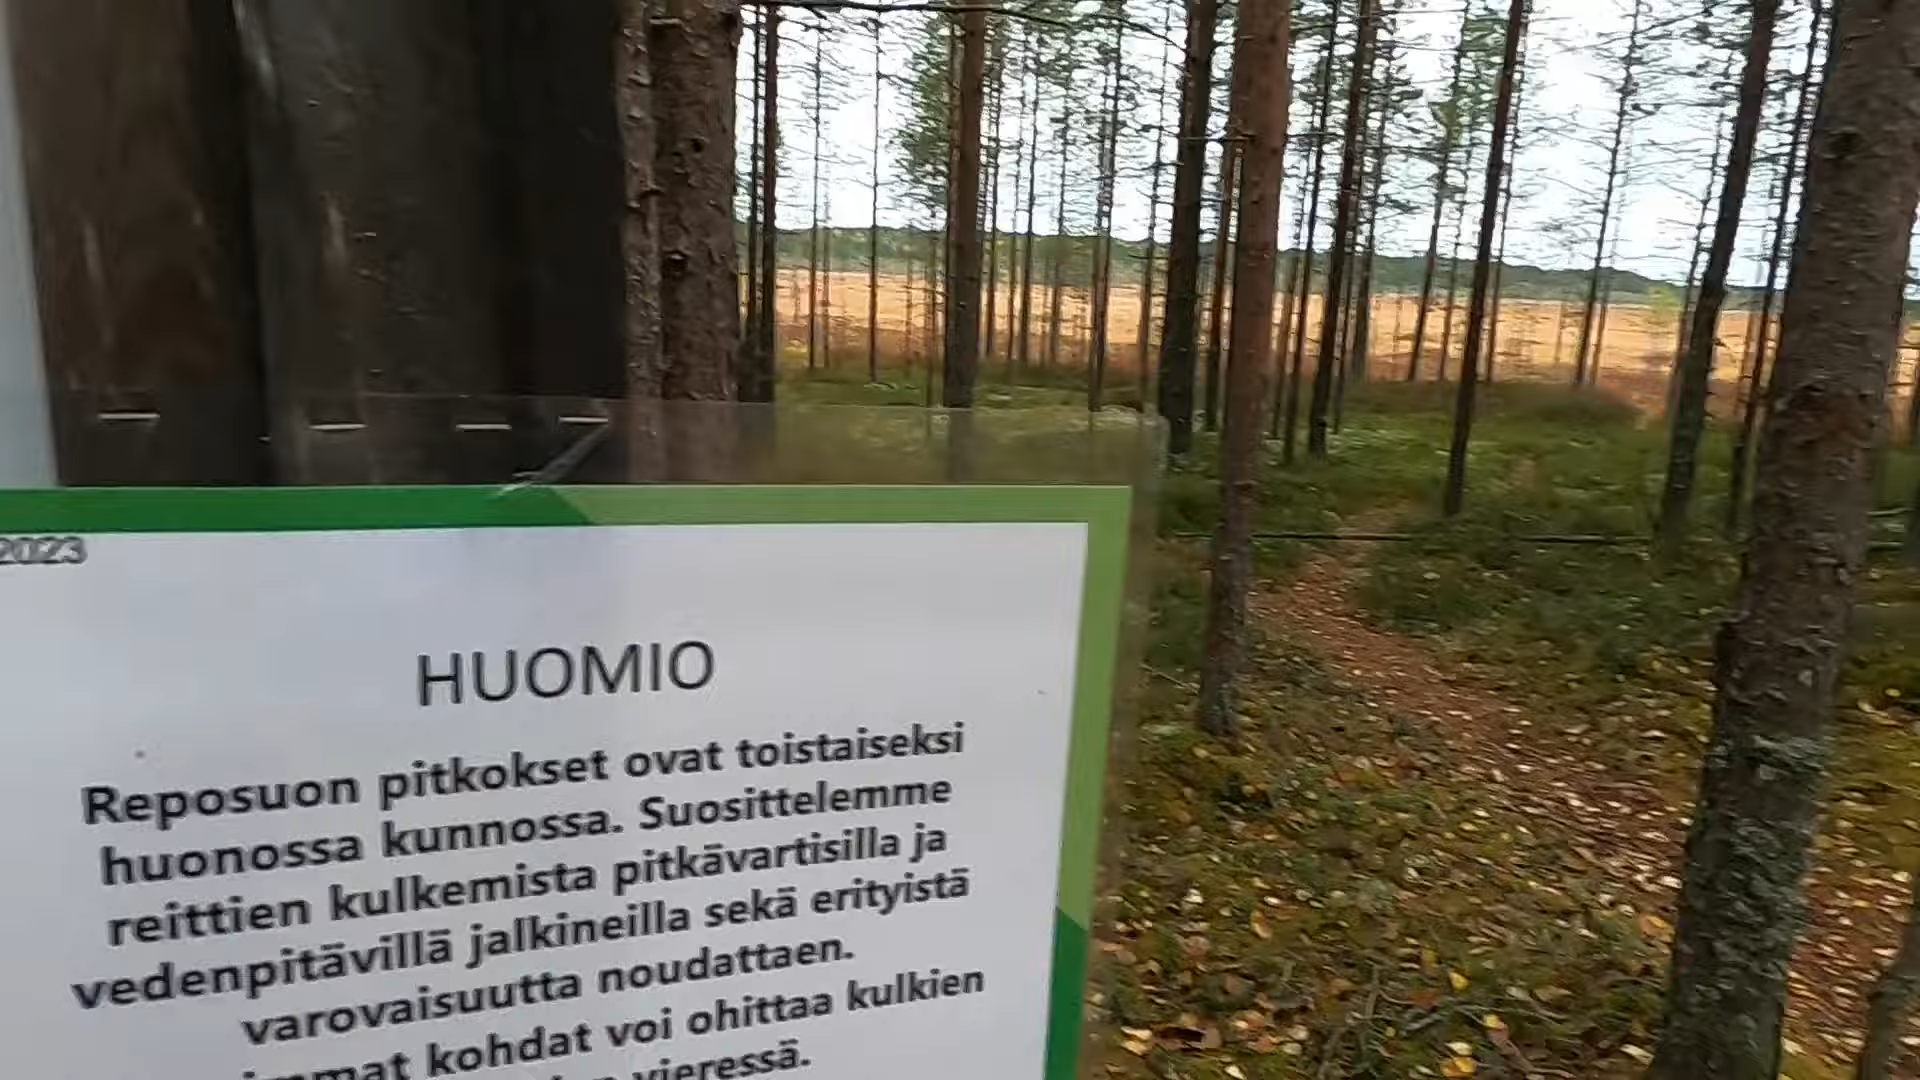 2023
HUOMIO
Reposuon pitkokset ovat toistaiseksi
huonossa kunnossa. Suosittelemme
reittien kulkemista pitkävartisilla ja
vedenpitävillä jalkineilla sekä erityistä
varovaisuutta noudattaen.
kohdat voi ohittaa kulkien
vieressä.